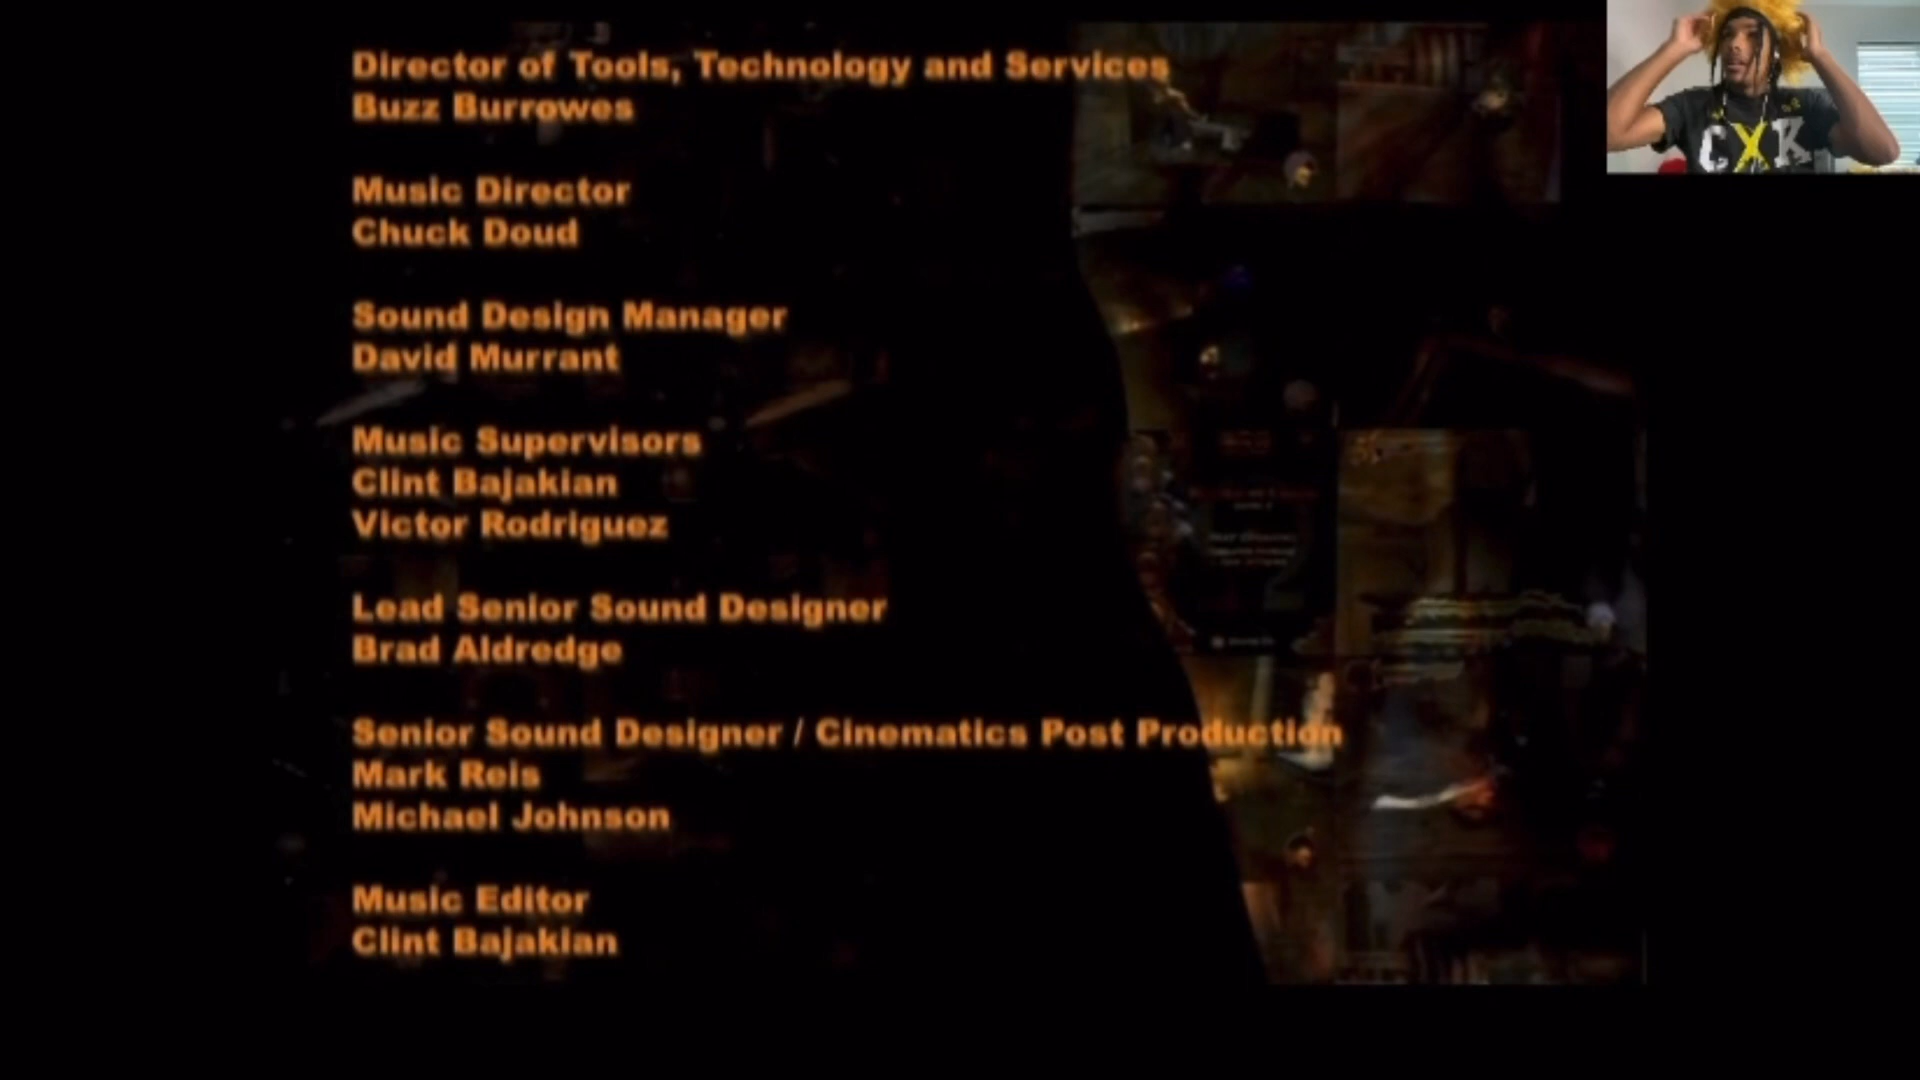 Director of Tools, Technology and Services
Buzz Burrowes
Music Director
Chuck Doud
Sound Design Manager
David Murrant
Music Supervisors
Clint Bajakian
Victor Rodriguez
Lead Senior Sound Designer
Brad Aldredge
Senior Sound Designer / Cinematics Post Production
Mark Reis
Michael Johnson
Music Editor
Clint Bajakian
CXK